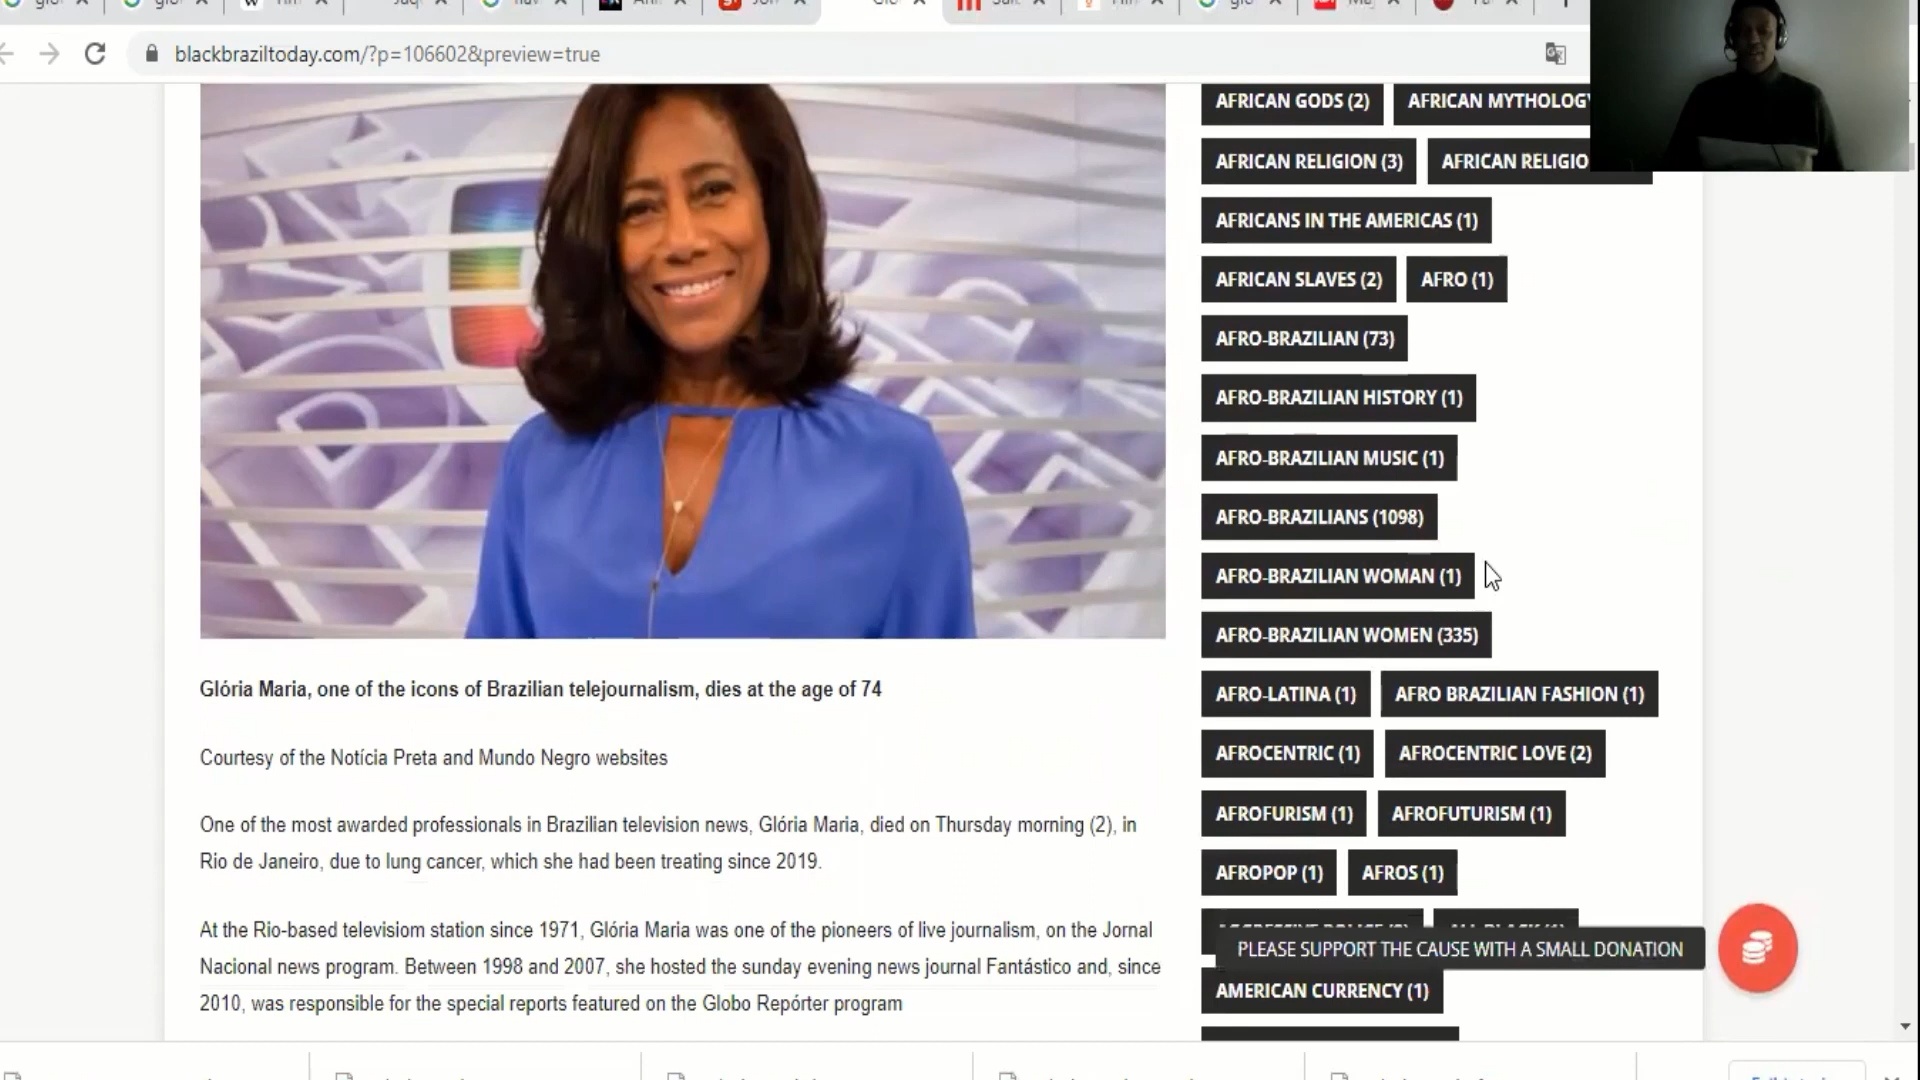 blackbraziltoday.com/?p=106602&preview=true
AFRICAN GODS (2) AFRICAN MYTHOLOGY
AFRICAN RELIGION (3) AFRICAN
AFRICANS IN THE AMERICAS (1)
AFRICAN SLAVES (2) AFRO (1)
AFRO-BRAZILIAN (73)
AFRO-BRAZILIAN HISTORY (1)
AFRO-BRAZILIAN MUSIC (1)
AFRO-BRAZILIANS (1098)
AFRO-BRAZILIAN WOMAN (1)
AFRO-BRAZILIAN WOMEN (335)
AFRO-LATINA (1) AFRO BRAZILIAN FASHION (1)
AFROCENTRIC (1) AFROCENTRIC LOVE (2)
AFROFURISM (1) AFROFUTURISM (1)
AFROPOP (1) AFROS (1)
PLEASE SUPPORT THE CAUSE WITH A SMALL DONATION
AMERICAN CURRENCY (1)
Glória Maria, one of the icons of Brazilian telejournalism, dies at the age of 74
Courtesy of the Notícia Preta and Mundo Negro websites
One of the most awarded professionals in Brazilian television news, Glória Maria, died on Thursday morning (2), in
Rio de Janeiro, due to lung cancer, which she had been treating since 2019.
At the Rio-based televisiom station since 1971, Glória Maria was one of the pioneers of live journalism, on the Jornal
Nacional news program. Between 1998 and 2007, she hosted the sunday evening news journal Fantástico and, since
2010, was responsible for the special reports featured on the Globo Repórter program